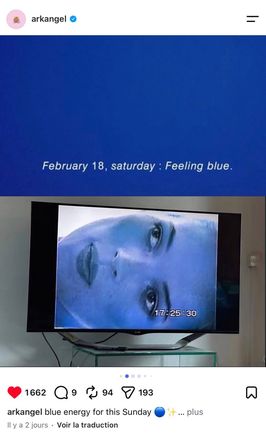 arkangel
February 18, saturday : Feeling blue.
17:25:30
1662 9 94 193
arkangel blue energy for this Sunday 🔵✨... plus
Il y a 2 jours · Voir la traduction